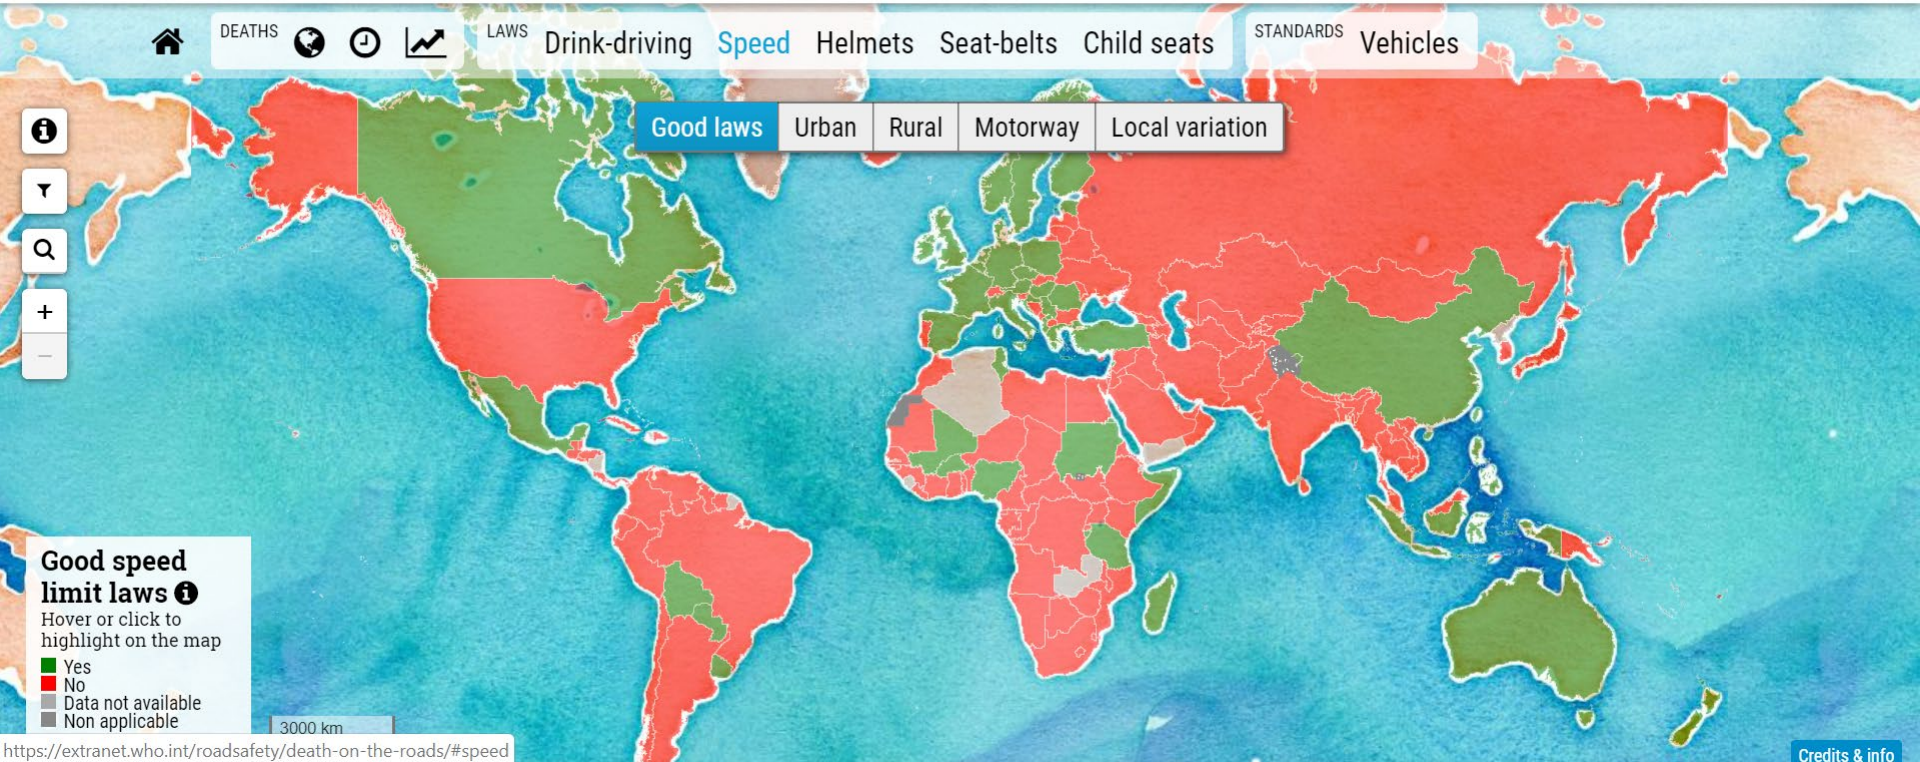 DEATHS
LAWS
Drink-driving Speed Helmets Seat-belts Child seats
STANDARDS
Vehicles
Good laws Urban Rural Motorway Local variation
+
−
Good speed
limit laws
Hover or click to
highlight on the map
Yes
No
Data not available
Non applicable
3000 km
https://extranet.who.int/roadsafety/death-on-the-roads/#speed
Credits & info